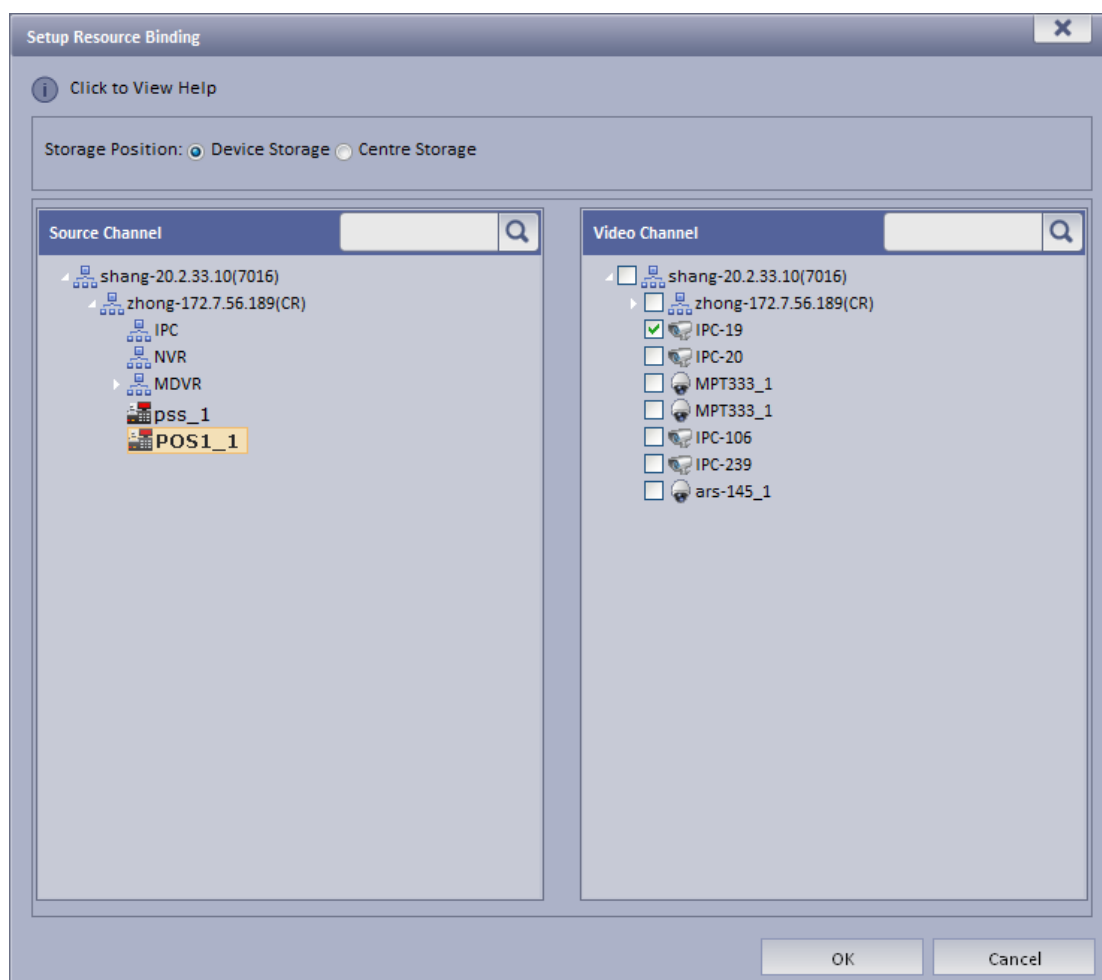 Setup Resource Binding
Click to View Help
Storage Position: Device Storage Centre Storage
Source Channel
shang-20.2.33.10(7016)
zhong-172.7.56.189(CR)
IPC
NVR
MDVR
pss_1
POS1_1
Video Channel
shang-20.2.33.10(7016)
zhong-172.7.56.189(CR)
IPC-19
IPC-20
MPT333_1
MPT333_1
IPC-106
IPC-239
ars-145_1
OK Cancel